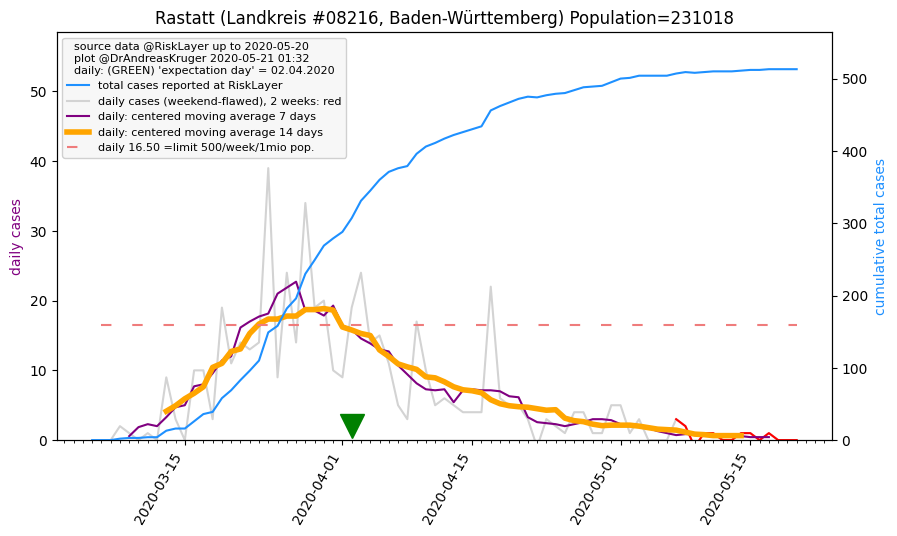 Rastatt (Landkreis #08216, Baden-Württemberg) Population=231018
source data @RiskLayer up to 2020-05-20
plot @DrAndreasKruger 2020-05-21 01:32
daily: (GREEN) 'expectation day' = 02.04.2020
total cases reported at RiskLayer
daily cases (weekend-flawed), 2 weeks: red
daily: centered moving average 7 days
daily: centered moving average 14 days
daily 16.50 =limit 500/week/1mio pop.
daily cases
50
40
30
20
10
0
500
400
300
200
100
0
cumulative total cases
2020-03-15
2020-04-01
2020-04-15
2020-05-01
2020-05-15